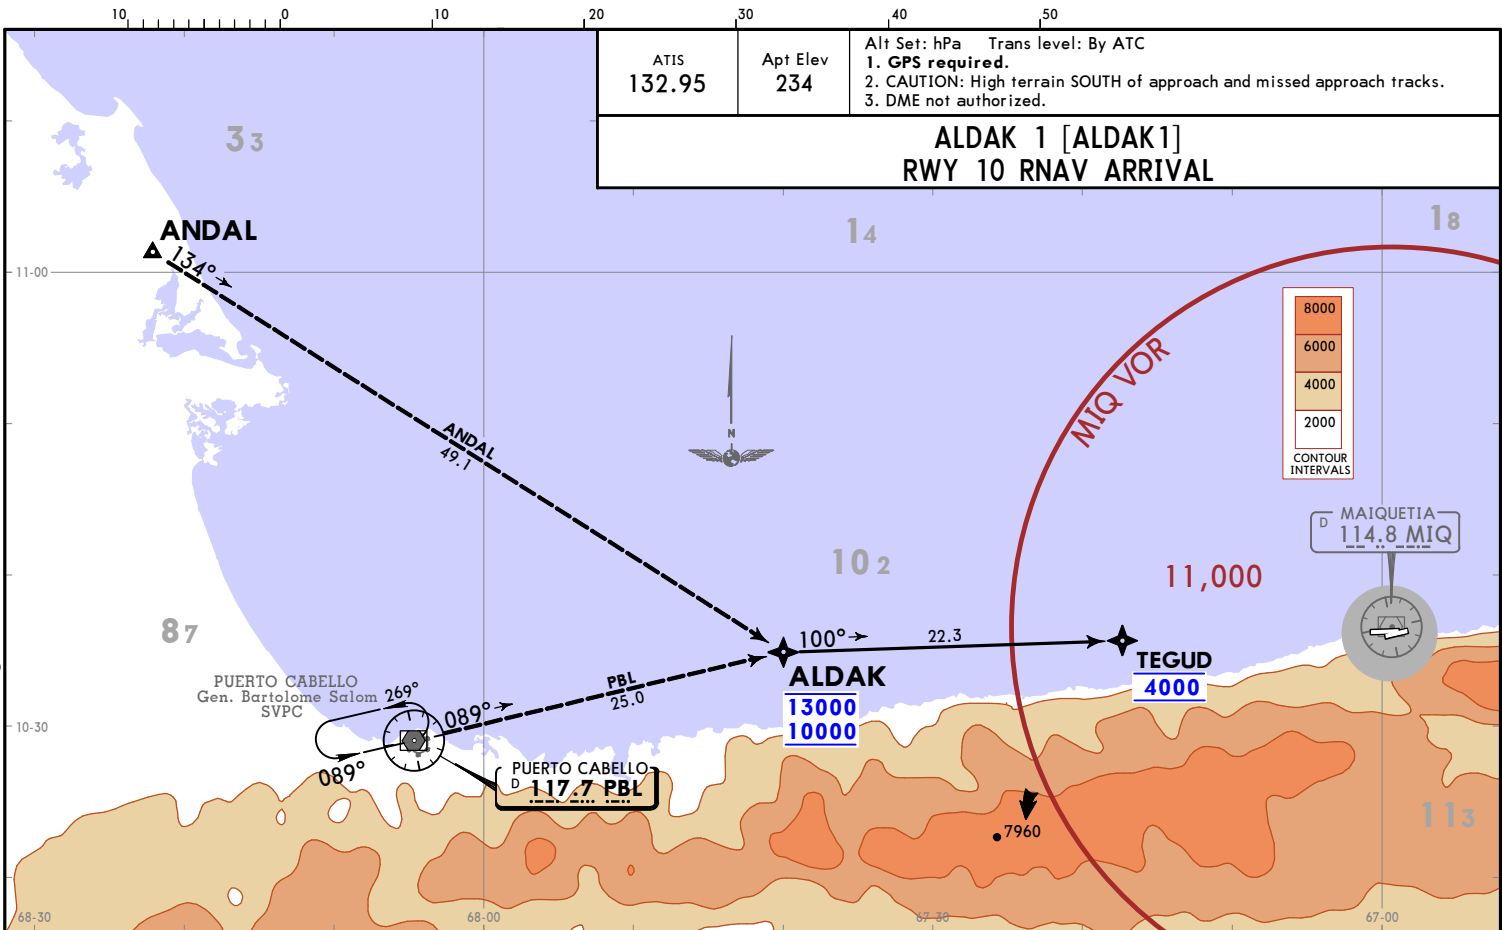 10 0 10 20 30 40 50
ATIS
132.95
Apt Elev
234
Alt Set: hPa Trans level: By ATC
1. GPS required.
2. CAUTION: High terrain SOUTH of approach and missed approach tracks.
3. DME not authorized.
ALDAK 1 [ALDAK1]
RWY 10 RNAV ARRIVAL
33
14
18
ANDAL
134°
11-00
8000
6000
4000
2000
CONTOUR
INTERVALS
MIQ VOR
ANDAL
49.1
N
MAIQUETIA
D 114.8 MIQ
102
11,000
87
100°
22.3
ALDAK
13000
10000
TEGUD
4000
PUERTO CABELLO
Gen. Bartolome Salom
SVPC
269°
089°
PBL
25.0
10-30
089°
PUERTO CABELLO
D 117.7 PBL
7960
113
68-30
68-00
67-30
67-00